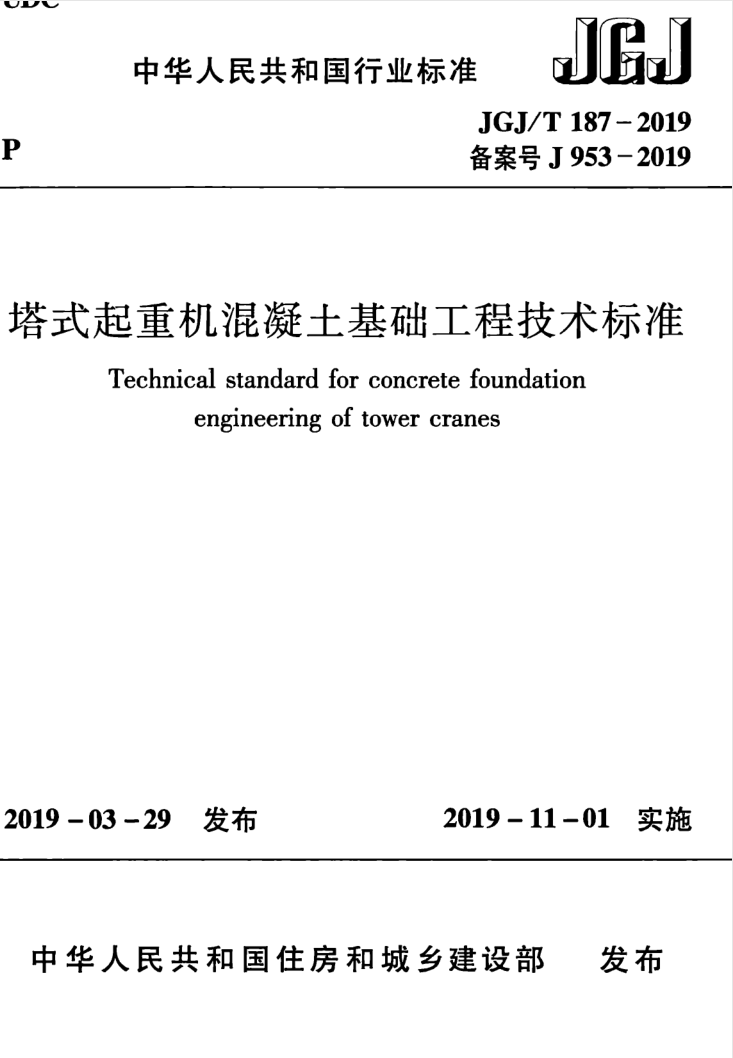 UDC
中华人民共和国行业标准 JGJ
JGJ/T 187-2019
P
备案号 J 953-2019
塔式起重机混凝土基础工程技术标准
Technical standard for concrete foundation
engineering of tower cranes
2019-03-29 发布 2019-11-01 实施
中华人民共和国住房和城乡建设部 发布